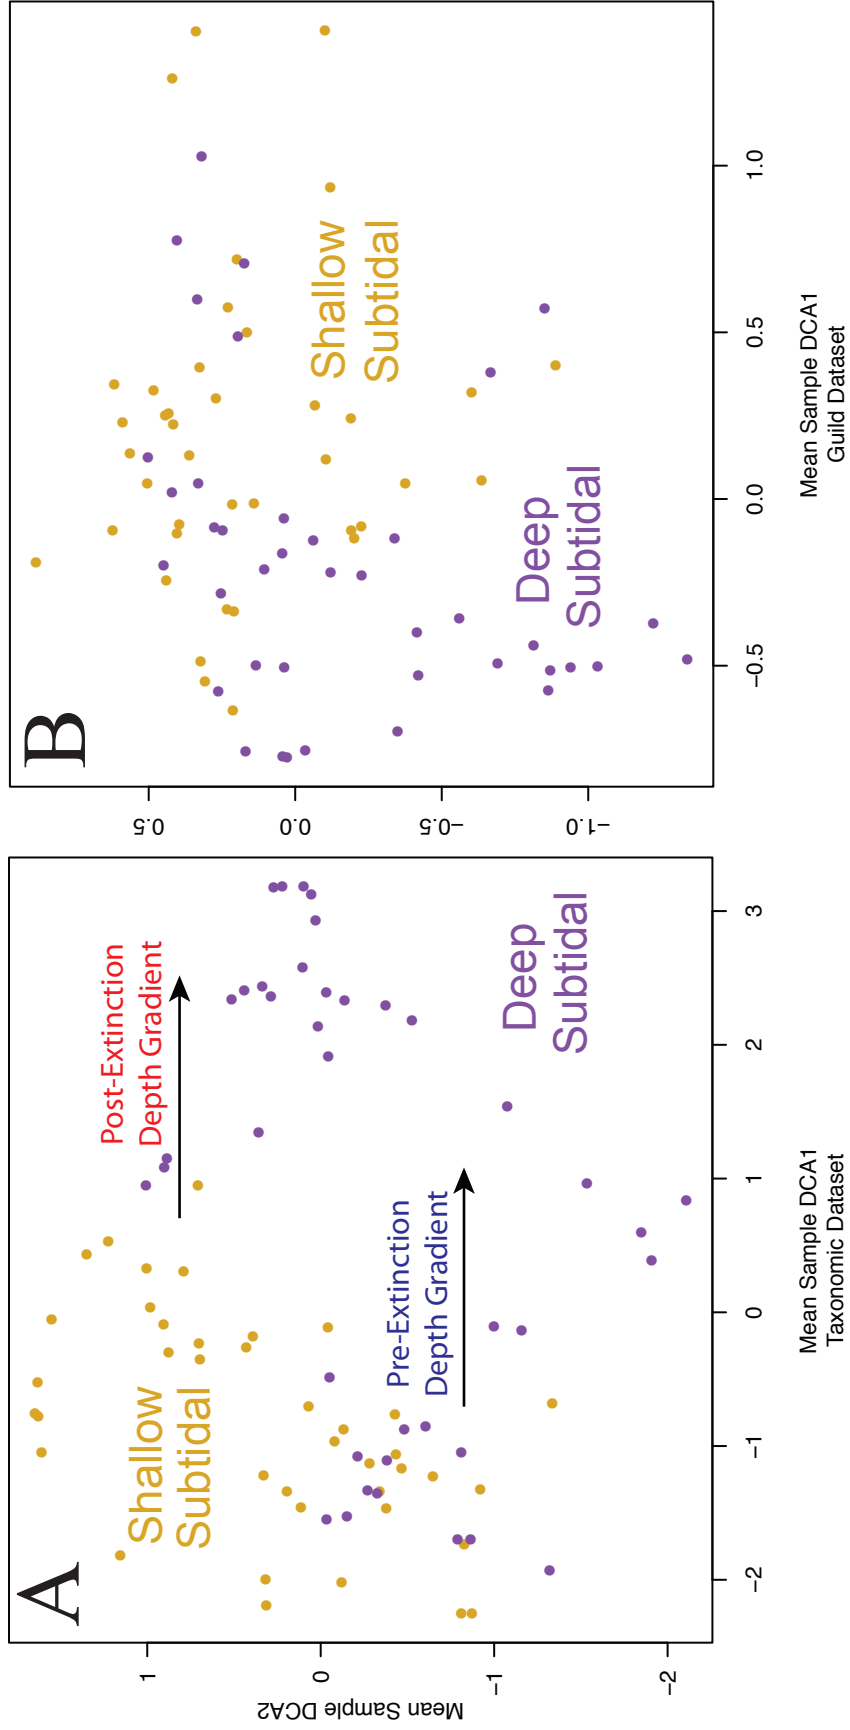 A
Shallow
Subtidal
Post-Extinction
Depth Gradient
Pre-Extinction
Depth Gradient
Deep
Subtidal
1
0
−1
−2
Mean Sample DCA2
−2
−1
0
1
2
3
Mean Sample DCA1
Taxonomic Dataset
B
Shallow
Subtidal
Deep
Subtidal
0.5
0.0
−0.5
−1.0
−0.5
0.0
0.5
1.0
Mean Sample DCA1
Guild Dataset